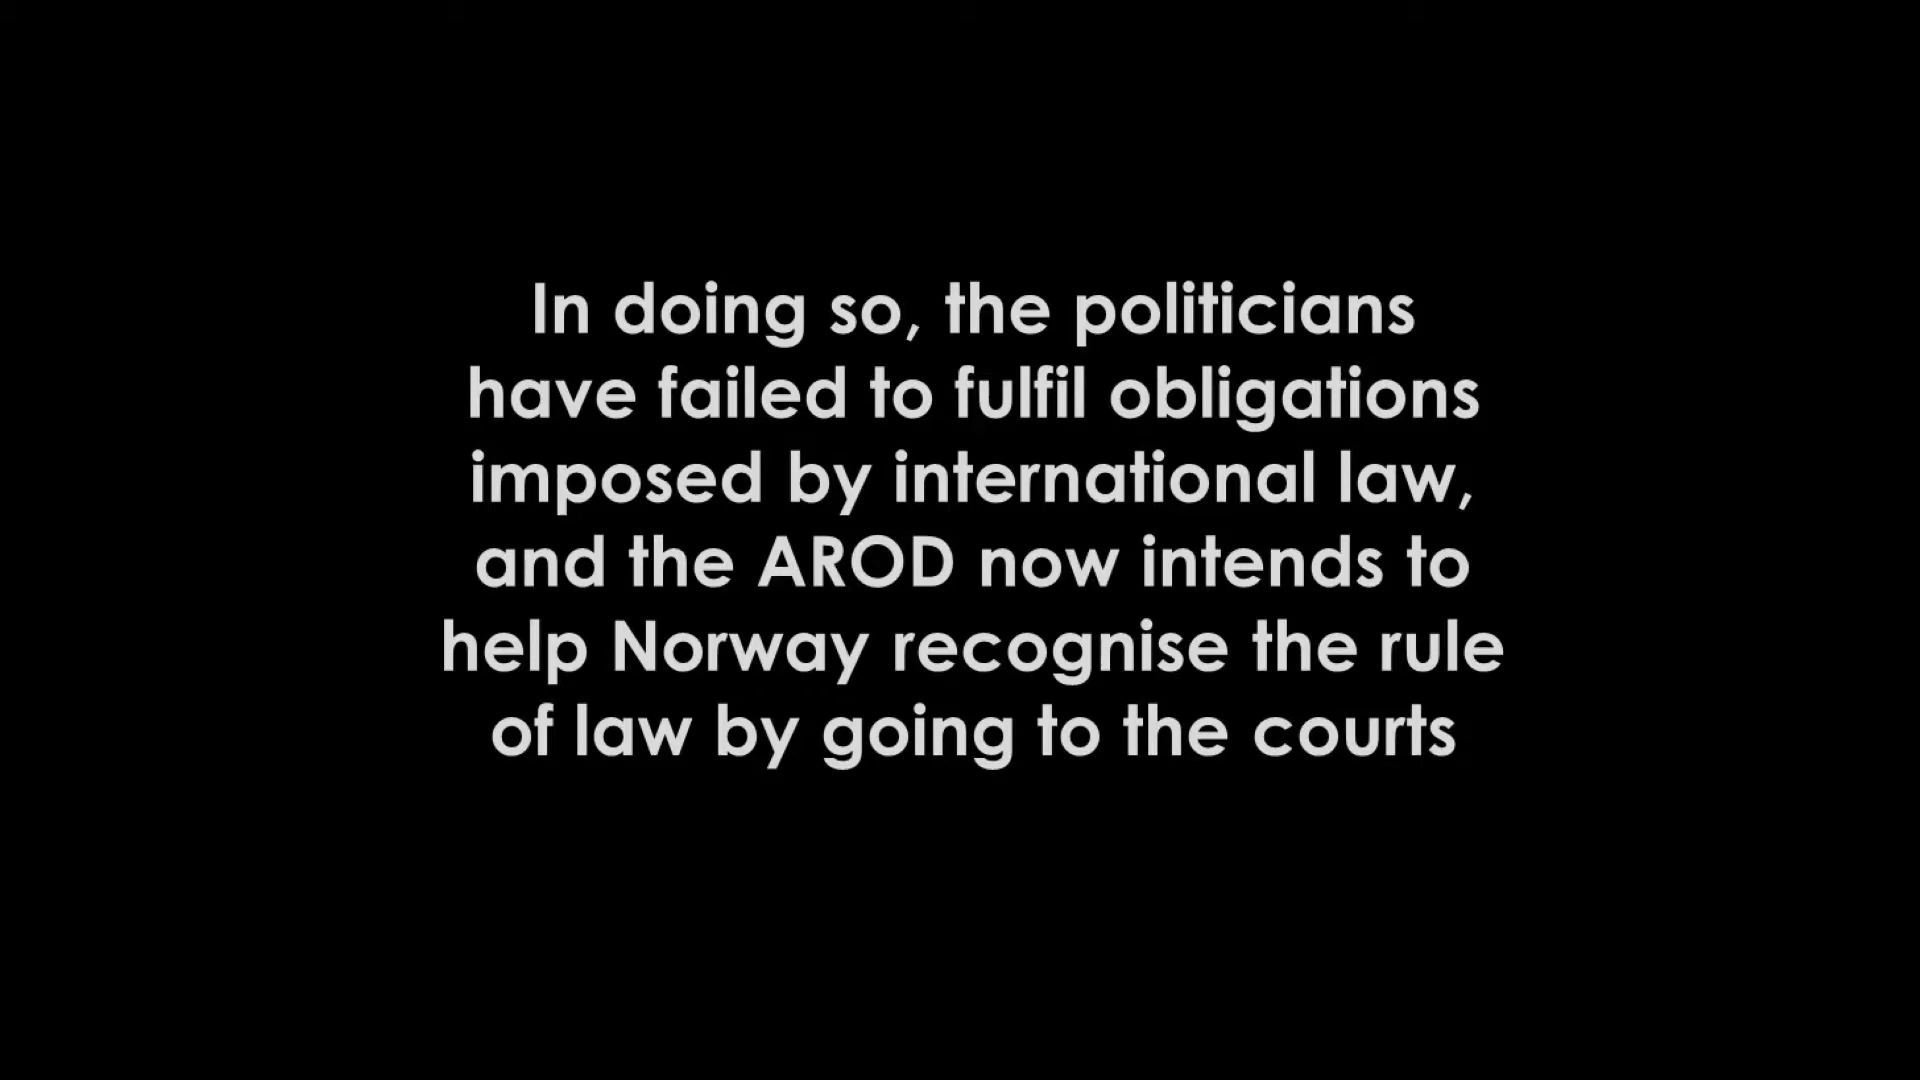 In doing so, the politicians
have failed to fulfil obligations
imposed by international law,
and the AROD now intends to
help Norway recognise the rule
of law by going to the courts